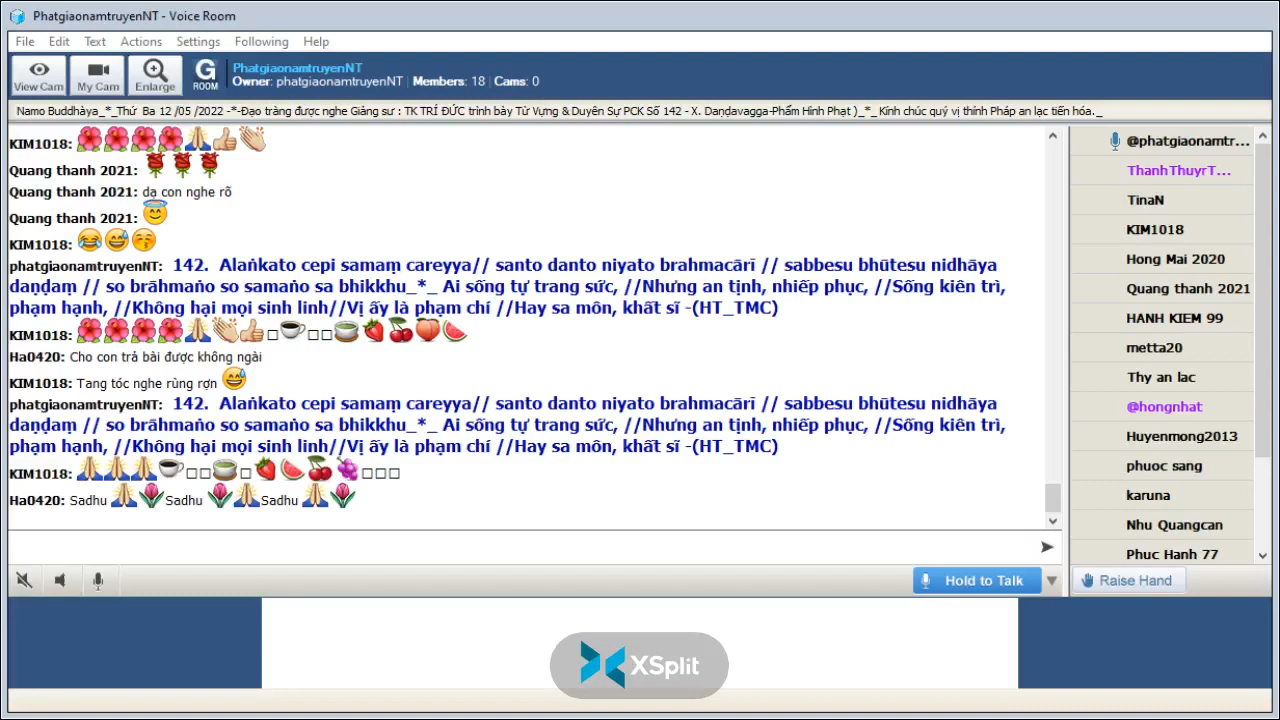 PhatgiaonamtruyenNT - Voice Room
File Edit Text Actions Settings Following Help
View Cam My Cam Enlarge G ROOM
PhatgiaonamtruyenNT
Owner: phatgiaonamtruyenNT | Members: 18 | Cams: 0
Namo Buddhàya_*_Thứ Ba 12 /05 /2022 -*-Đạo tràng được nghe Giảng sư : TK TRÍ ĐỨC trình bày Từ Vựng & Duyên Sự PCK Số 142 - X. Daṇḍavagga-Phẩm Hình Phạt )_*_ Kính chúc quý vị thính Pháp an lạc tiến hóa._
KIM1018:
Quang thanh 2021:
Quang thanh 2021: dạ con nghe rõ
Quang thanh 2021:
KIM1018:
phatgiaonamtruyenNT: 142. Alaṅkato cepi samaṃ careyya// santo danto niyato brahmacārī // sabbesu bhūtesu nidhāya
daṇḍaṃ // so brāhmaṅo so samaṅo sa bhikkhu_*_ Ai sống tự trang sức, //Nhưng an tịnh, nhiếp phục, //Sống kiên trì,
phạm hạnh, //Không hại mọi sinh linh//Vị ấy là phạm chí //Hay sa môn, khất sĩ -(HT_TMC)
KIM1018:
Ha0420: Cho con trả bài được không ngài
KIM1018: Tang tóc nghe rùng rợn
phatgiaonamtruyenNT: 142. Alaṅkato cepi samaṃ careyya// santo danto niyato brahmacārī // sabbesu bhūtesu nidhāya
daṇḍaṃ // so brāhmaṅo so samaṅo sa bhikkhu_*_ Ai sống tự trang sức, //Nhưng an tịnh, nhiếp phục, //Sống kiên trì,
phạm hạnh, //Không hại mọi sinh linh//Vị ấy là phạm chí //Hay sa môn, khất sĩ -(HT_TMC)
KIM1018:
Ha0420: Sadhu Sadhu Sadhu
@phatgiaonamtr...
ThanhThuyrT...
TinaN
KIM1018
Hong Mai 2020
Quang thanh 2021
HANH KIEM 99
metta20
Thy an lac
@hongnhat
Huyenmong2013
phuoc sang
karuna
Nhu Quangcan
Phuc Hanh 77
Hold to Talk
Raise Hand
XSplit